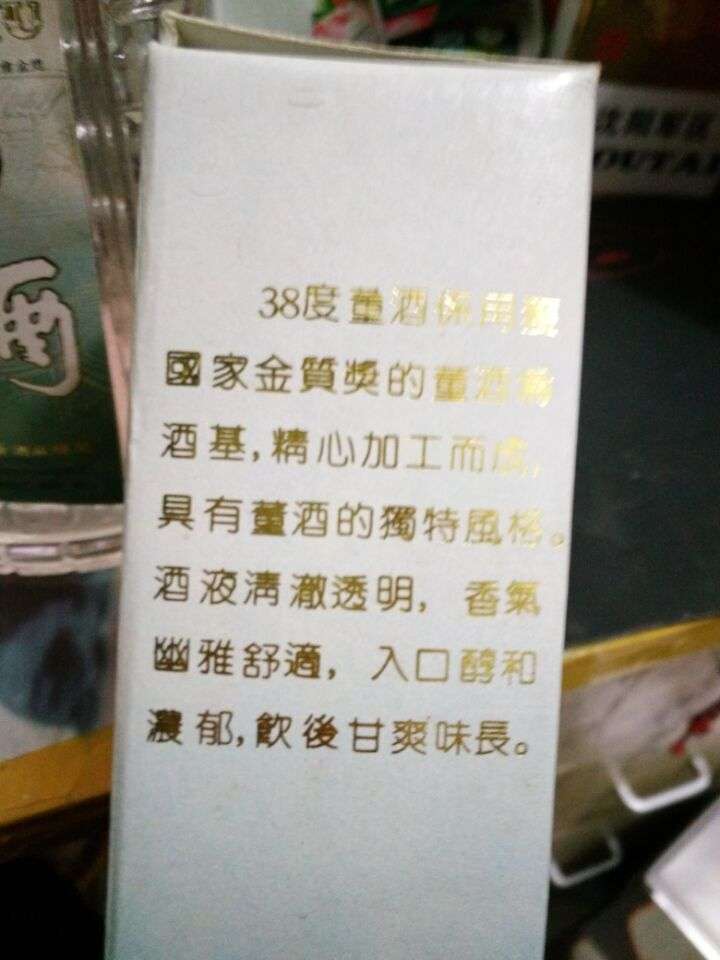 38度董酒係用獲
國家金質獎的董酒為
酒基,精心加工而成,
具有董酒的獨特風格。
酒液清澈透明,香氣
幽雅舒適,入口醇和
濃郁,飲後甘爽味長。
酒
OUTAI